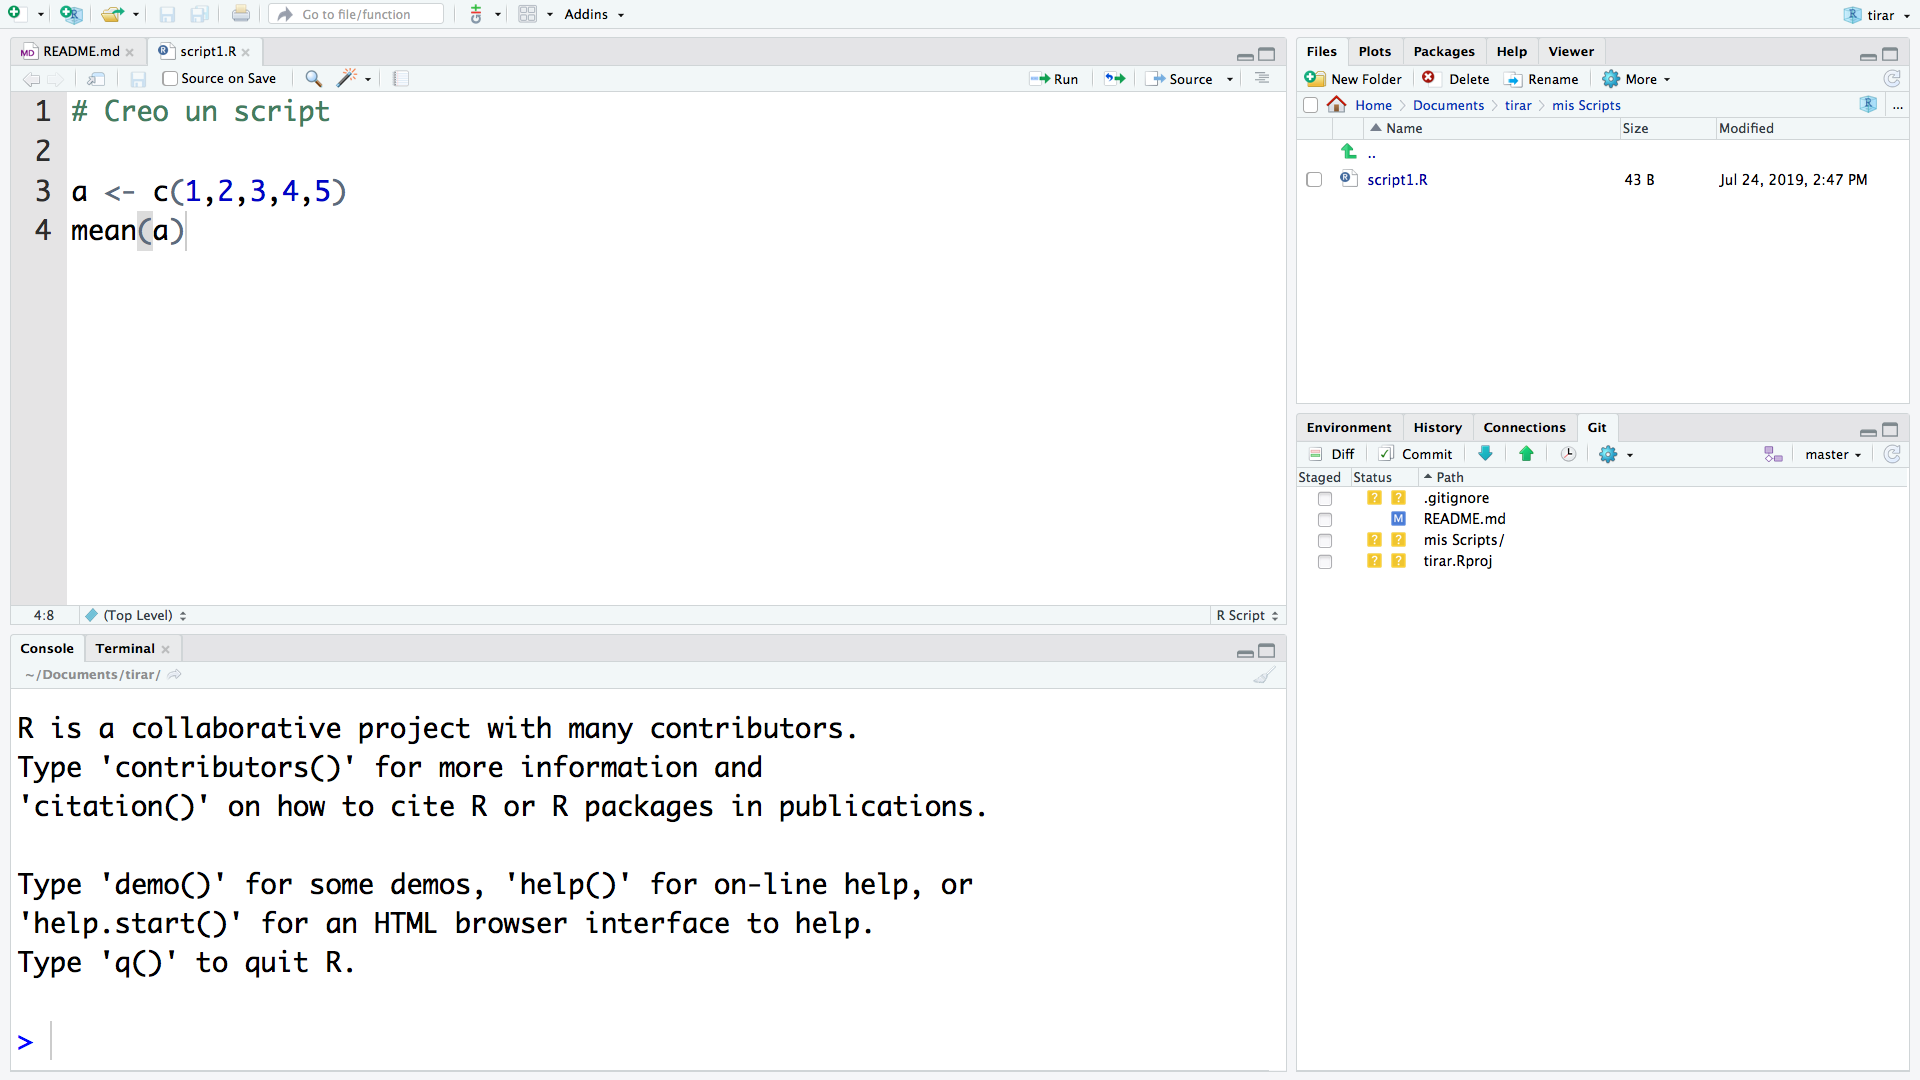 Go to file/function Addins tirar
README.md script1.R
Source on Save Run Source
1 # Creo un script
2
3 a <- c(1,2,3,4,5)
4 mean(a)
4:8 (Top Level) R Script
Console Terminal
~/Documents/tirar/
R is a collaborative project with many contributors.
Type 'contributors()' for more information and
'citation()' on how to cite R or R packages in publications.
Type 'demo()' for some demos, 'help()' for on-line help, or
'help.start()' for an HTML browser interface to help.
Type 'q()' to quit R.
>
Files Plots Packages Help Viewer
New Folder Delete Rename More
Home Documents tirar mis Scripts ...
Name Size Modified
..
script1.R 43 B Jul 24, 2019, 2:47 PM
Environment History Connections Git
Diff Commit master
Staged Status Path
? ? .gitignore
M README.md
? ? mis Scripts/
? ? tirar.Rproj